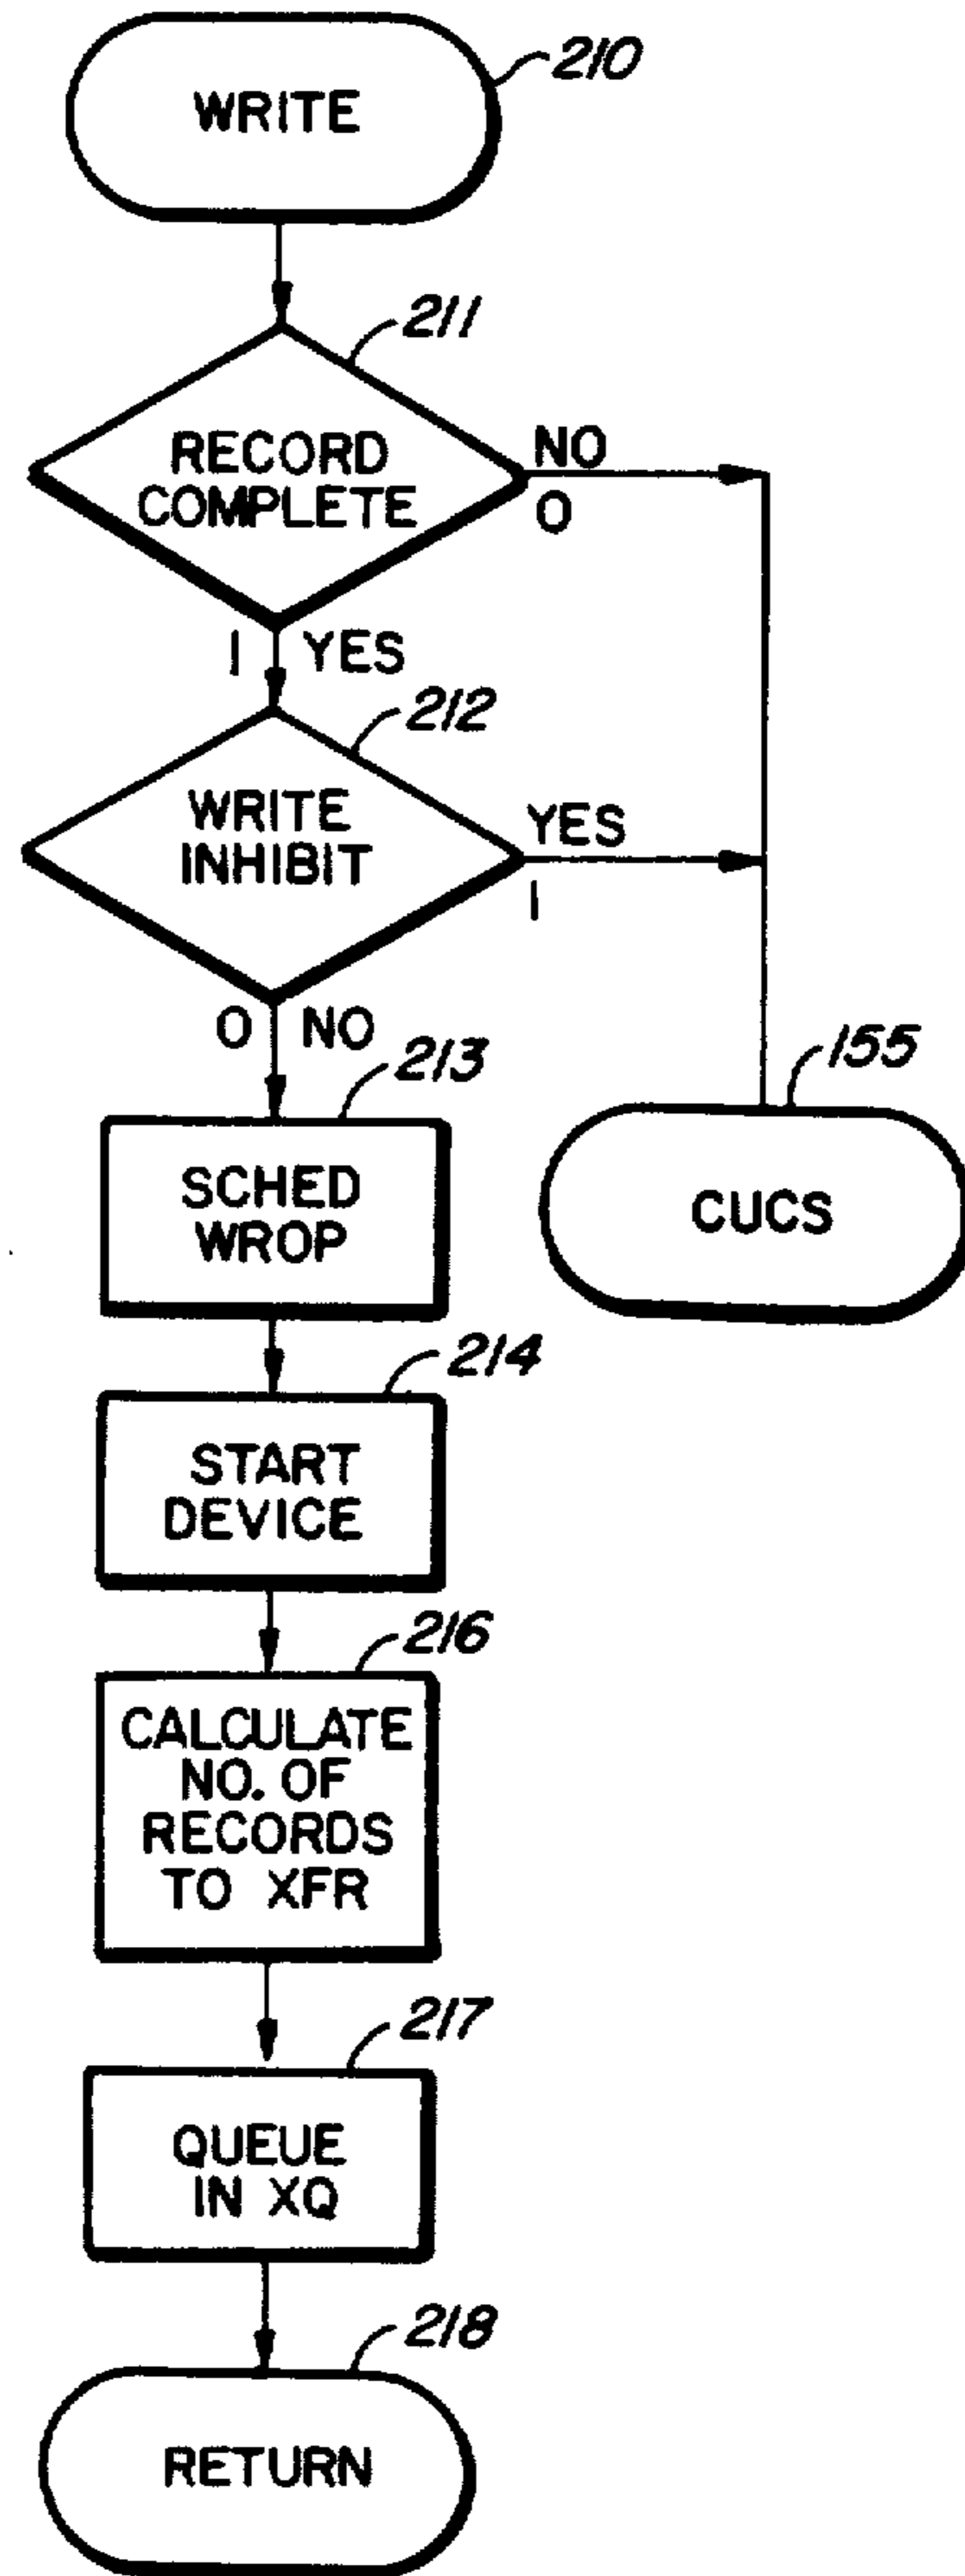 210
WRITE
211
RECORD
COMPLETE
NO
0
1 YES
212
WRITE
INHIBIT
YES
1
0 NO
213
SCHED
WROP
155
CUCS
214
START
DEVICE
216
CALCULATE
NO. OF
RECORDS
TO XFR
217
QUEUE
IN XQ
218
RETURN